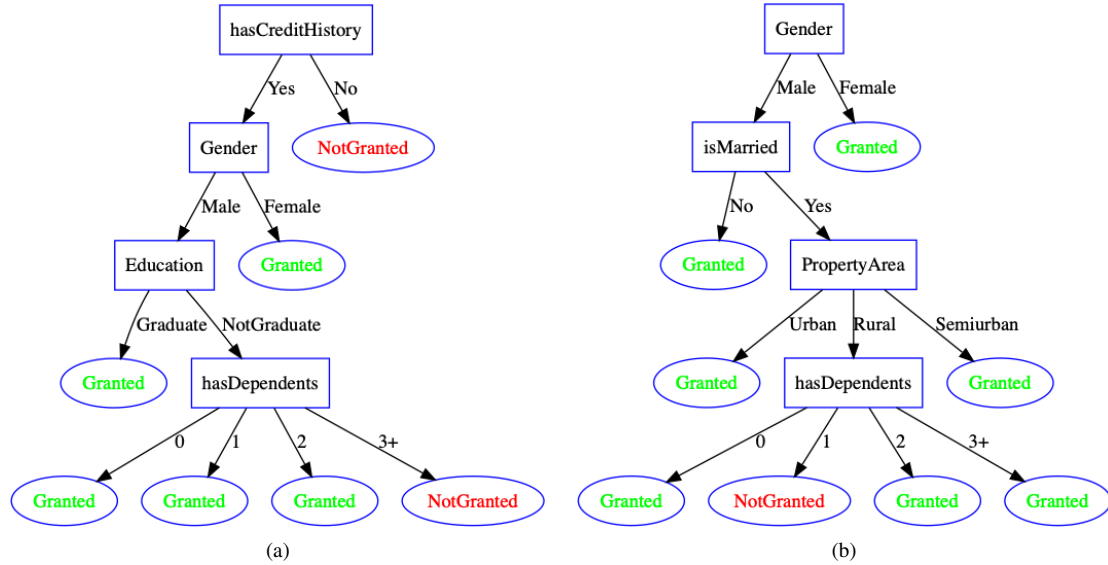 hasCreditHistory
Yes
No
Gender
NotGranted
Male
Female
Education
Granted
Graduate
NotGraduate
Granted
hasDependents
0
1
2
3+
Granted
Granted
Granted
NotGranted
(a)
Gender
Male
Female
isMarried
Granted
No
Yes
Granted
PropertyArea
Urban
Rural
Semiurban
Granted
hasDependents
Granted
0
1
2
3+
Granted
NotGranted
Granted
Granted
(b)